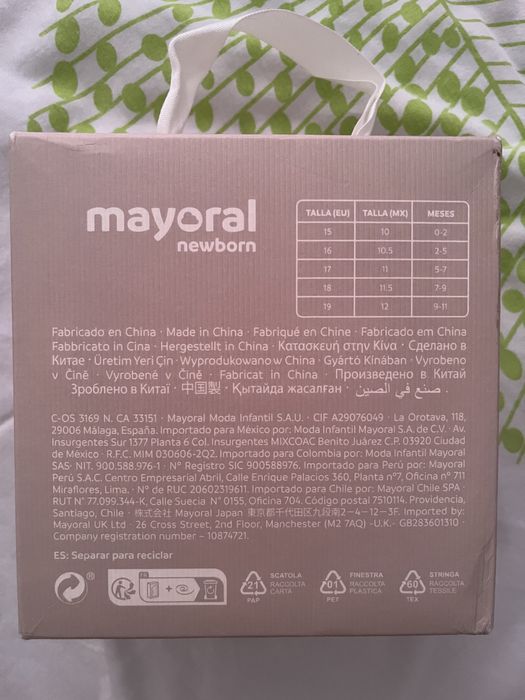 mayoral
newborn
TALLA (EU) TALLA (MX) MESES
15 10 0-2
16 10.5 2-5
17 11 5-7
18 11.5 7-9
19 12 9-11
Fabricado en China · Made in China · Fabriqué en Chine · Fabricado em China
Fabbricato in Cina · Hergestellt in China · Κατασκευή στην Κίνα · Сделано в
Китае · Üretim Yeri Çin · Wyprodukowano w China · Gyártó Kínában · Vyrobeno
v Čině · Vyrobené v Čině · Fabricat in China · Произведено в Китай
Зроблено в Китаї · 中国製 · Қытайда жасалған · صنع في الصين .
C-OS 3169 N. CA 33151 · Mayoral Moda Infantil S.A.U. · CIF A29076049 · La Orotava, 118,
29006 Málaga, España. Importado para México por: Moda Infantil Mayoral S.A. de C.V. · Av.
Insurgentes Sur 1377 Planta 6 Col. Insurgentes MIXCOAC Benito Juárez C.P. 03920 Ciudad
de México · R.F.C. MIM 030606-2Q2. Importado para Colombia por: Moda Infantil Mayoral
SAS· NIT. 900.588.976-1 · N° Registro SIC 900588976. Importado para Perú por: Mayoral
Perú S.A.C. Centro Empresarial Abril, Calle Enrique Palacios 360, Planta n°7, Oficina n° 711
Miraflores, Lima. · N° de RUC 20602319611. Importado para Chile por: Mayoral Chile SPA ·
RUT N° 77.099.344-K, Calle Suecia N° 0155, Oficina 704. Código postal 7510114. Providencia,
Santiago, Chile · 株式会社 Mayoral Japan 東京都千代田区九段南2-4-12-3F. Imported by:
Mayoral UK Ltd · 26 Cross Street, 2nd Floor, Manchester (M2 7AQ) -U.K.- GB283601310 ·
Company registration number – 10874721.
ES: Separar para reciclar
®
FR
21
PAP
SCATOLA
RACCOLTA
CARTA
01
PET
FINESTRA
RACCOLTA
PLASTICA
60
TEX
STRINGA
RACCOLTA
TESSILE